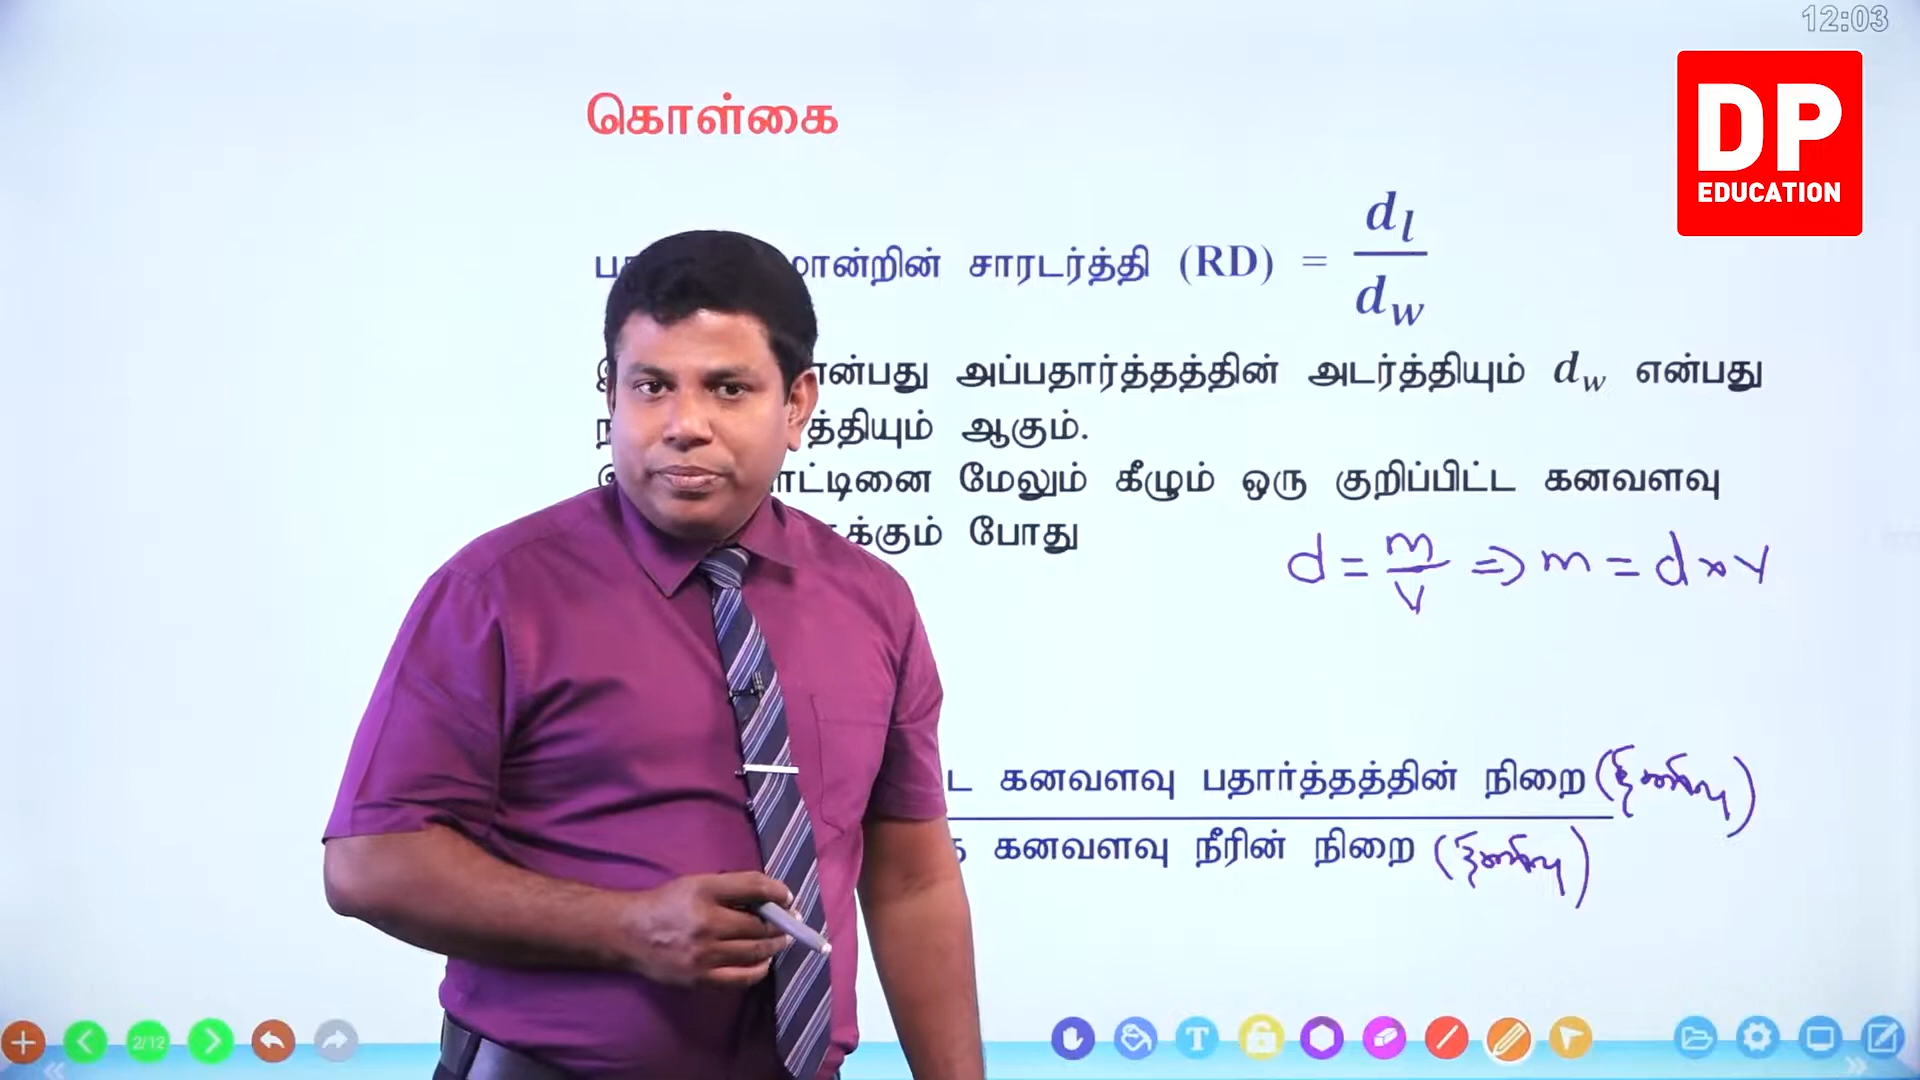 12:03
DP
EDUCATION
கொள்கை
சாரடர்த்தி (RD) = d_l / d_w
என்பது அப்பதார்த்தத்தின் அடர்த்தியும் d_w என்பது
ஆகும்.
மேலும் கீழும் ஒரு குறிப்பிட்ட கனவளவு
போது
d = m/V ⇒ m = d × V
கனவளவு பதார்த்தத்தின் நிறை
கனவளவு நீரின் நிறை
2/12